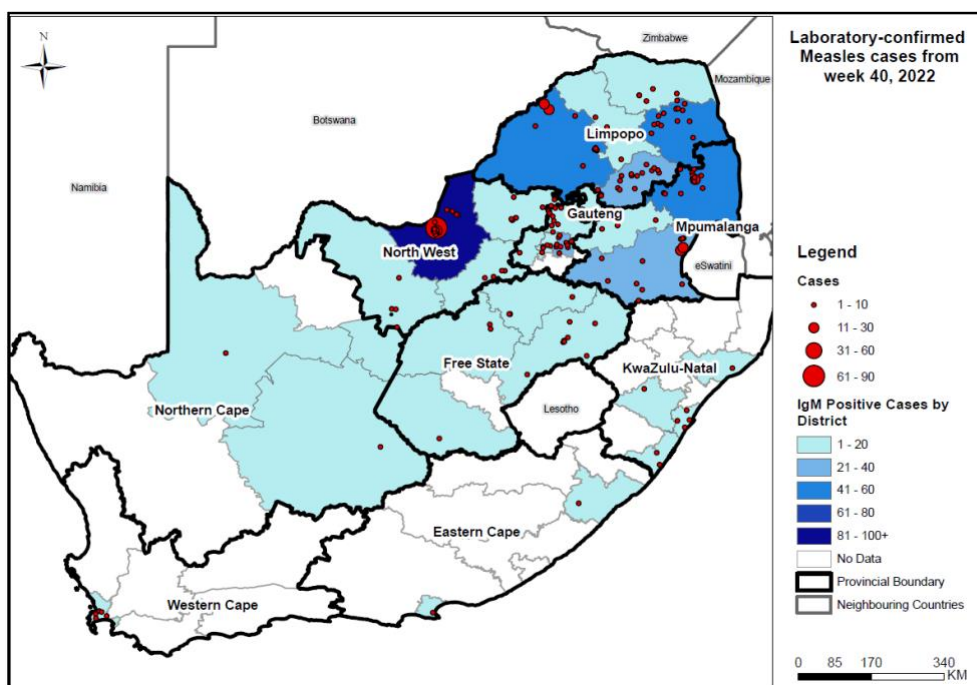 N
Zimbabwe
Mozambique
Botswana
Namibia
Limpopo
Gauteng
Mpumalanga
North West
eSwatini
Free State
KwaZulu-Natal
Lesotho
Northern Cape
Eastern Cape
Western Cape
Laboratory-confirmed
Measles cases from
week 40, 2022
Legend
Cases
1 - 10
11 - 30
31 - 60
61 - 90
IgM Positive Cases by
District
1 - 20
21 - 40
41 - 60
61 - 80
81 - 100+
No Data
Provincial Boundary
Neighbouring Countries
0 85 170 340
KM